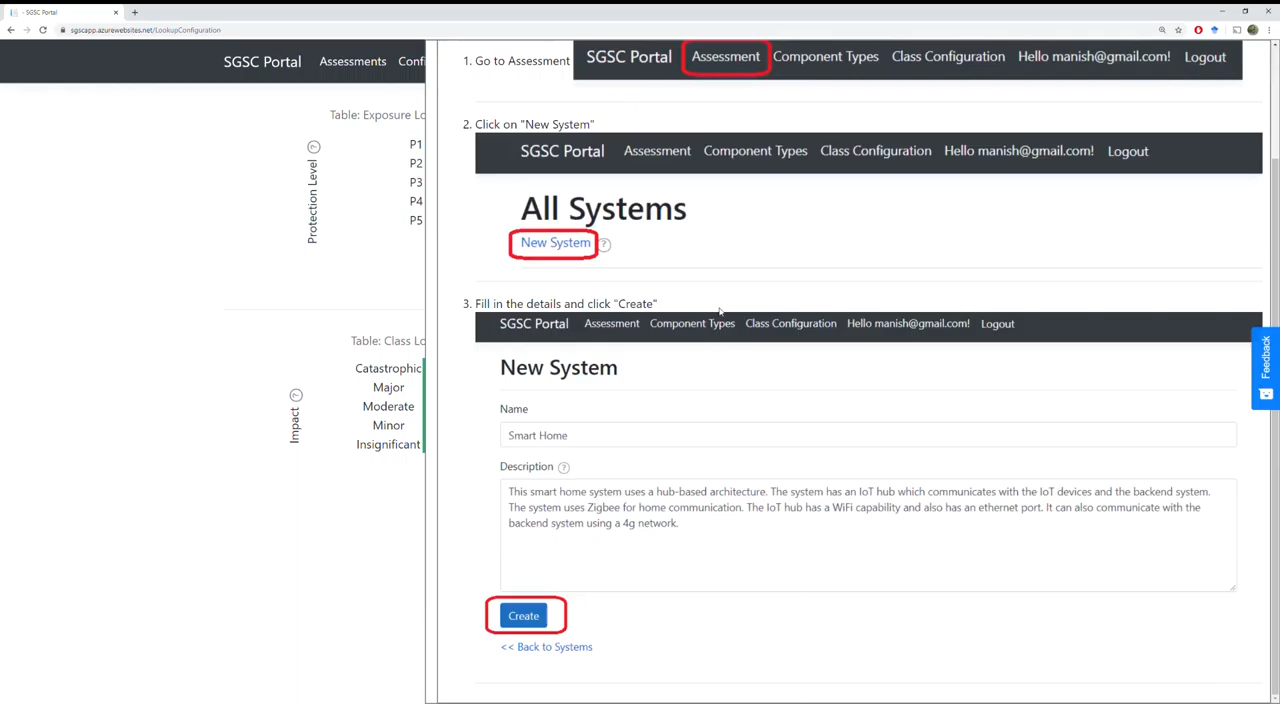 - SGSC Portal
sgscapp.azurewebsites.net/LookupConfiguration
SGSC Portal Assessments Confi
Table: Exposure Lo
Protection Level ?
P1
P2
P3
P4
P5
Table: Class Lo
Impact ?
Catastrophic
Major
Moderate
Minor
Insignificant
1. Go to Assessment
SGSC Portal Assessment Component Types Class Configuration Hello manish@gmail.com! Logout
2. Click on "New System"
SGSC Portal Assessment Component Types Class Configuration Hello manish@gmail.com! Logout
All Systems
New System ?
3. Fill in the details and click "Create"
SGSC Portal Assessment Component Types Class Configuration Hello manish@gmail.com! Logout
New System
Name
Smart Home
Description ?
This smart home system uses a hub-based architecture. The system has an IoT hub which communicates with the IoT devices and the backend system.
The system uses Zigbee for home communication. The IoT hub has a WiFi capability and also has an ethernet port. It can also communicate with the
backend system using a 4g network.
Create
<< Back to Systems
Feedback